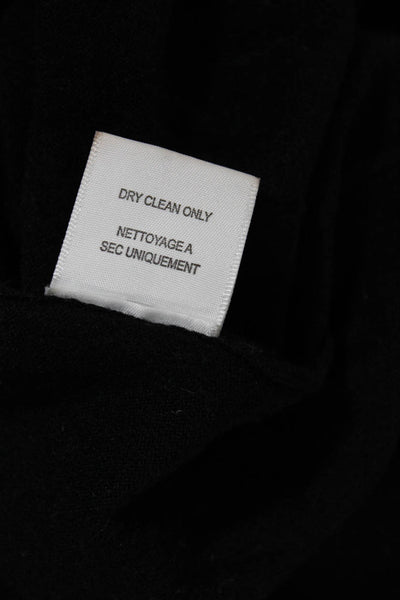 DRY CLEAN ONLY
NETTOYAGE A
SEC UNIQUEMENT